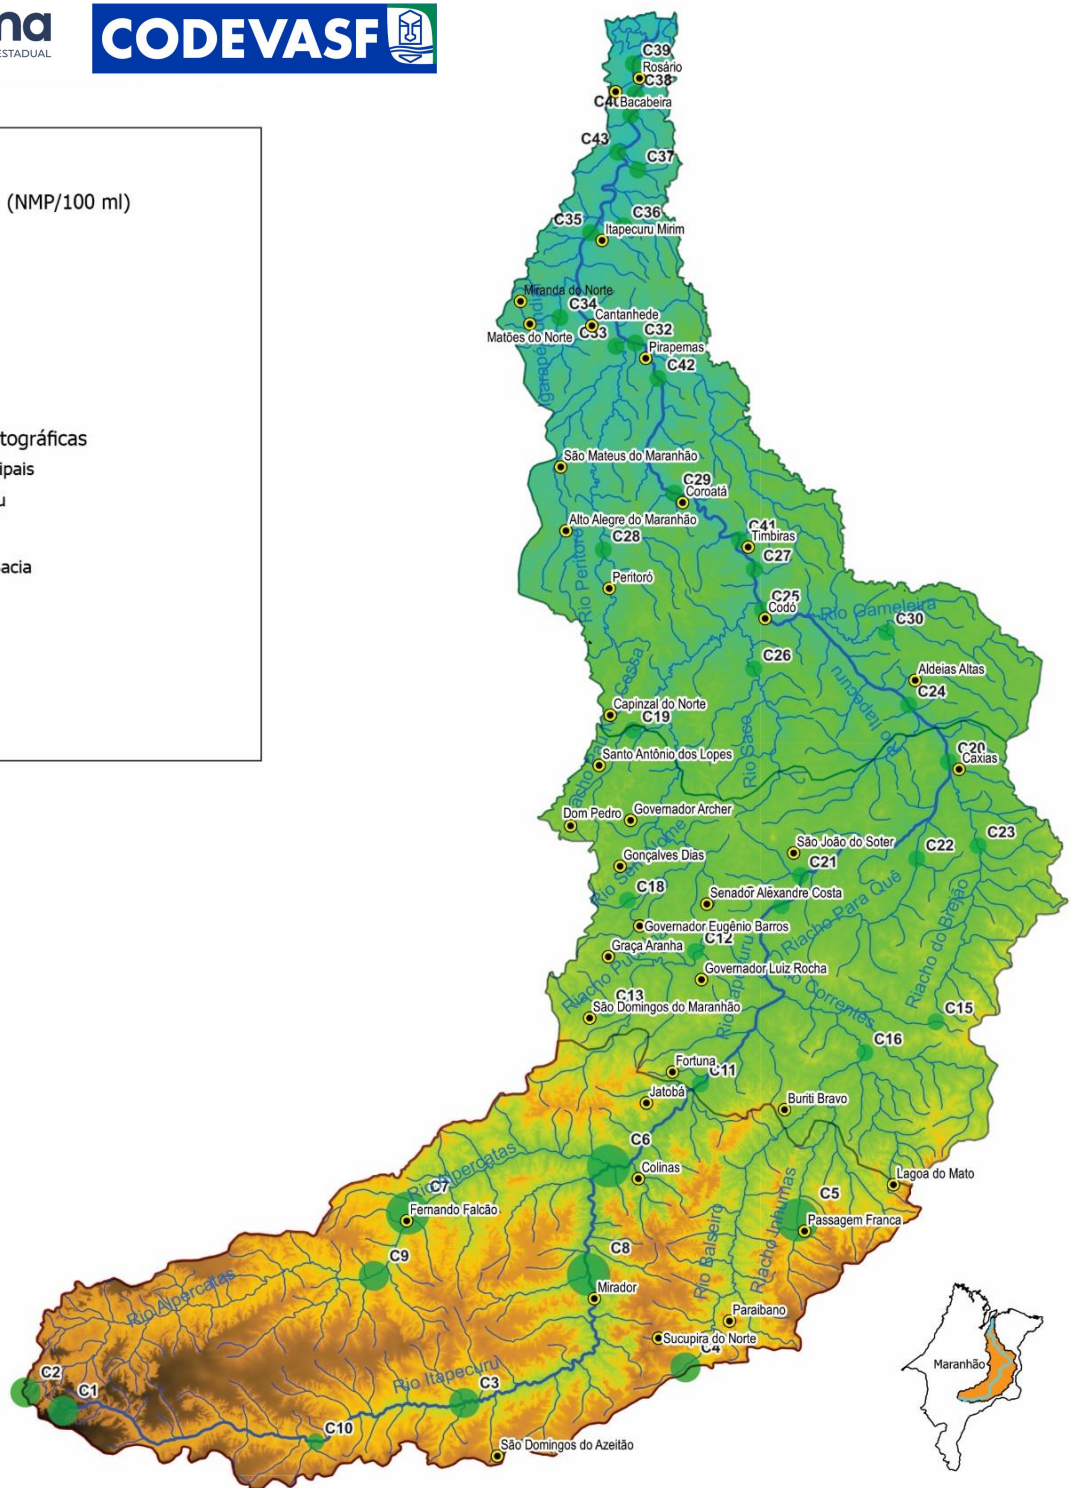 na
ESTADUAL
CODEVASF
(NMP/100 ml)
tográficas
ipais
u
acia
C39
Rosário
C38
C40
Bacabeira
C43
C37
C36
C35
Itapecuru Mirim
Miranda do Norte
C34
Cantanhede
Matões do Norte
C33
C32
Pirapemas
C42
São Mateus do Maranhão
C29
Coroatá
Alto Alegre do Maranhão
C41
Timbiras
C28
C27
Rio Peritoró
Peritoró
C25
Codó
Rio Gameleira
C30
C26
Aldeias Altas
C24
Capinzal do Norte
C19
Rio Saco
C20
Caxias
Santo Antônio dos Lopes
Dom Pedro
Governador Archer
São João do Soter
C23
C22
C21
Gonçalves Dias
C18
Senador Alexandre Costa
Riacho Para Quê
Riacho do Brejão
Governador Eugênio Barros
C12
Graça Aranha
Governador Luiz Rocha
C13
São Domingos do Maranhão
C15
C16
Fortuna
C11
Jatobá
Buriti Bravo
C6
Colinas
Rio Alpercatas
C7
Fernando Falcão
Lagoa do Mato
C5
Passagem Franca
Riacho Inhumas
Rio Balseiro
C9
C8
Mirador
Rio Alpercatas
Paraibano
Sucupira do Norte
C4
C2
C1
Rio Itapecuru
C3
C10
São Domingos do Azeitão
Maranhão